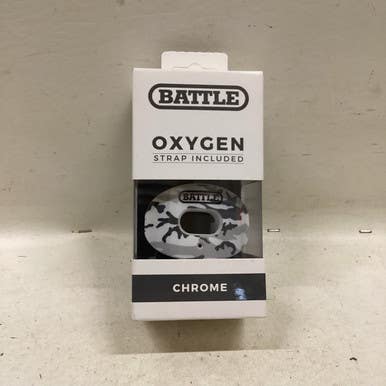 BATTLE
OXYGEN
STRAP INCLUDED
BATTLE
CHROME